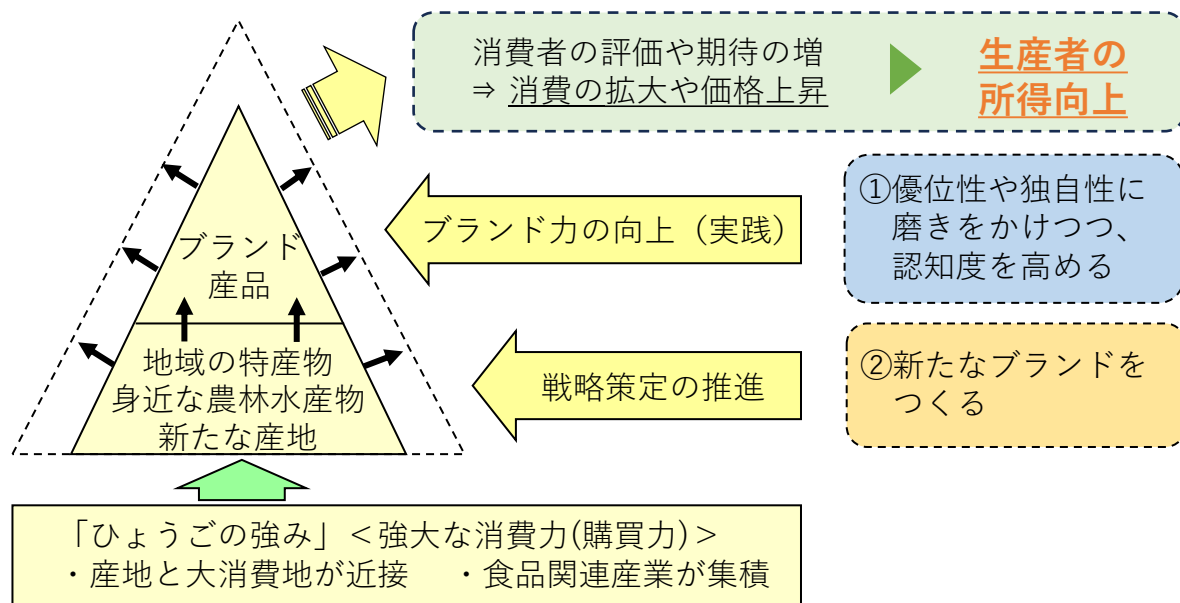 消費者の評価や期待の増
⇒ 消費の拡大や価格上昇
生産者の
所得向上
ブランド
産品
ブランド力の向上（実践）
①優位性や独自性に
磨きをかけつつ、
認知度を高める
地域の特産物
身近な農林水産物
新たな産地
戦略策定の推進
②新たなブランドを
つくる
「ひょうごの強み」＜強大な消費力(購買力)＞
・産地と大消費地が近接　・食品関連産業が集積